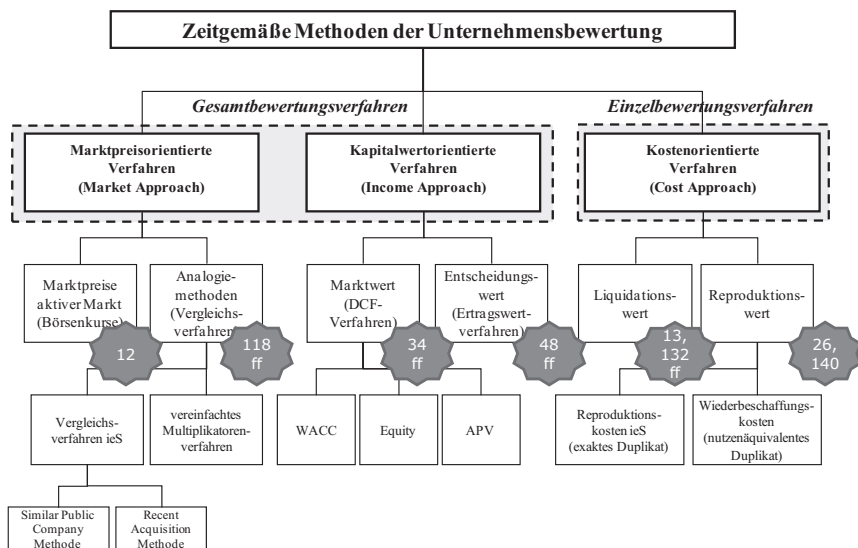 Zeitgemäße Methoden der Unternehmensbewertung
Gesamtbewertungsverfahren
Einzelbewertungsverfahren
Marktpreisorientierte
Verfahren
(Market Approach)
Kapitalwertorientierte
Verfahren
(Income Approach)
Kostenorientierte
Verfahren
(Cost Approach)
Marktpreise
aktiver Markt
(Börsenkurse)
Analogie-
methoden
(Vergleichs-
verfahren)
Marktwert
(DCF-
Verfahren)
Entscheidungs-
wert
(Ertragswert-
verfahren)
Liquidations-
wert
Reproduktions-
wert
12
118
ff
34
ff
48
ff
13,
132
ff
26,
140
Vergleichs-
verfahren ieS
vereinfachtes
Multiplikatoren-
verfahren
WACC
Equity
APV
Reproduktions-
kosten ieS
(exaktes Duplikat)
Wiederbeschaffungs-
kosten
(nutzenäquivalentes
Duplikat)
Similar Public
Company
Methode
Recent
Acquisition
Methode